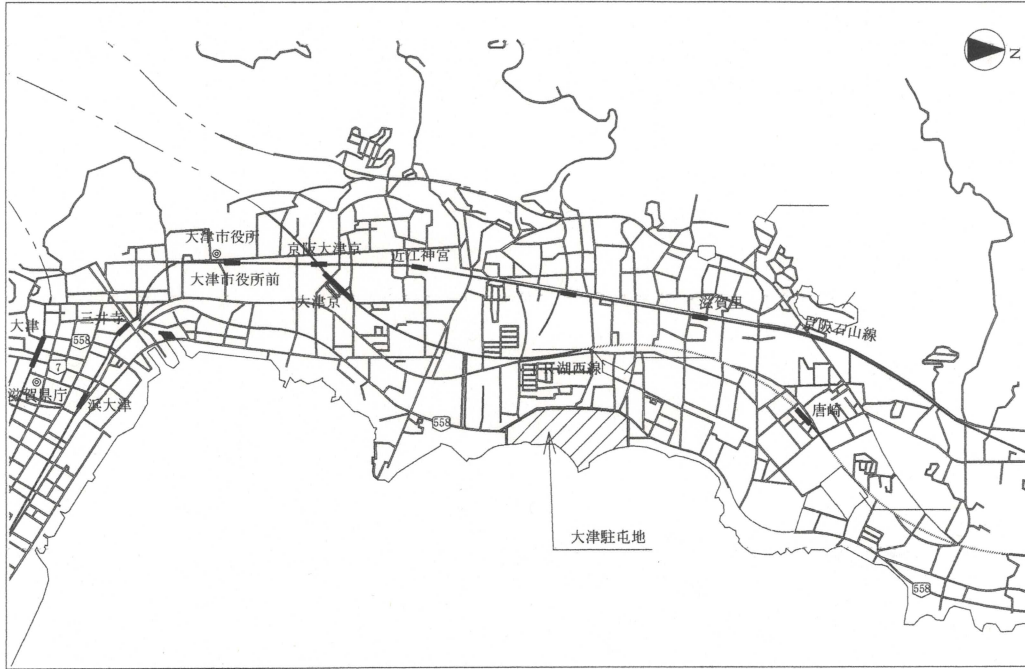 N
大津市役所
京阪大津京
近江神宮
大津市役所前
大津京
滋賀里
京阪石山線
三井寺
大津
558
7
滋賀県庁
浜大津
湖西線
唐崎
558
大津駐屯地
558